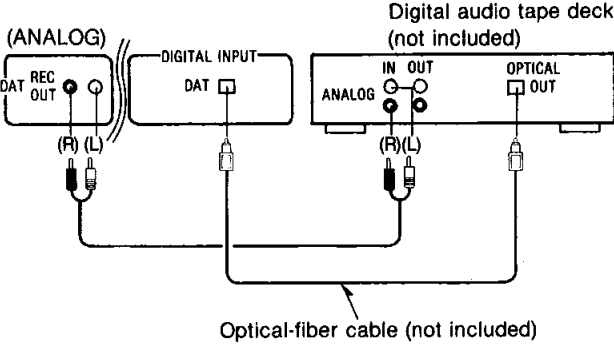 Digital audio tape deck
(not included)
(ANALOG)
DAT REC OUT
(R) (L)
DIGITAL INPUT
DAT
IN OUT
ANALOG
(R)(L)
OPTICAL
OUT
Optical-fiber cable (not included)